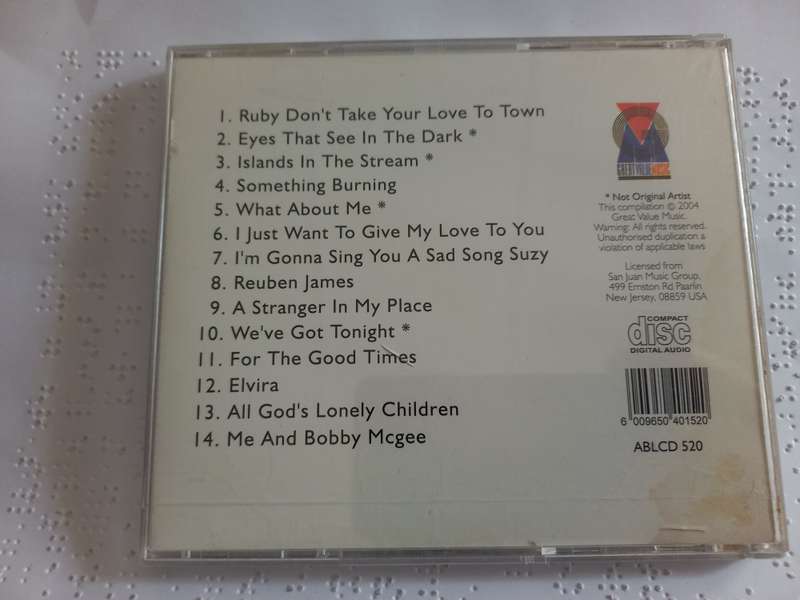 1. Ruby Don't Take Your Love To Town
2. Eyes That See In The Dark *
3. Islands In The Stream *
4. Something Burning
5. What About Me *
6. I Just Want To Give My Love To You
7. I'm Gonna Sing You A Sad Song Suzy
8. Reuben James
9. A Stranger In My Place
10. We've Got Tonight *
11. For The Good Times
12. Elvira
13. All God's Lonely Children
14. Me And Bobby Mcgee
GREAT VALUE MUSIC
* Not Original Artist
This compilation © 2004
Great Value Music.
Warning: All rights reserved.
Unauthorised duplication a
violation of applicable laws
Licensed from
San Juan Music Group,
499 Ernston Rd Paarlin
New Jersey, 08859 USA
COMPACT
disc
DIGITAL AUDIO
6 009650 401520
ABLCD 520